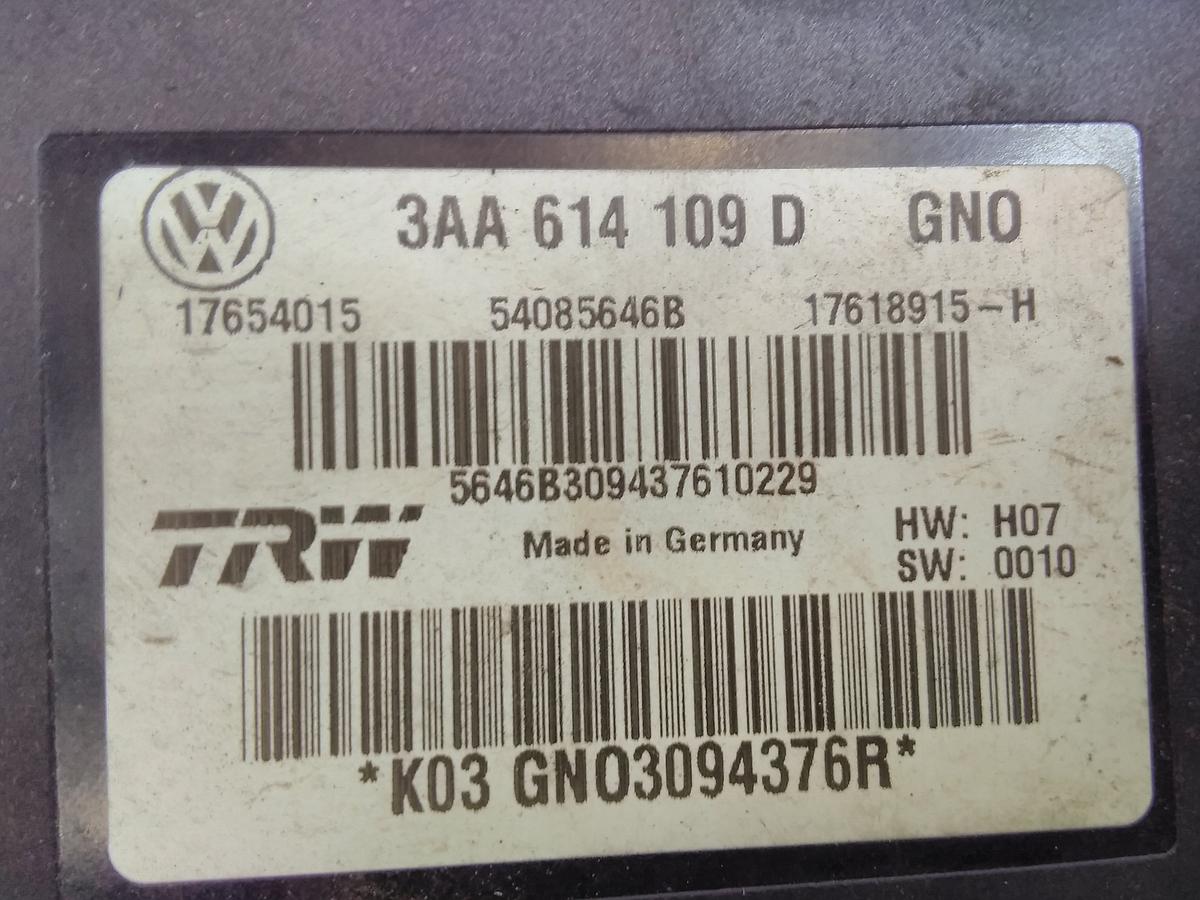 3AA 614 109 D GNO
17654015 54085646B 17618915-H
5646B309437610229
TRW Made in Germany HW: H07
SW: 0010
*K03 GNO3094376R*